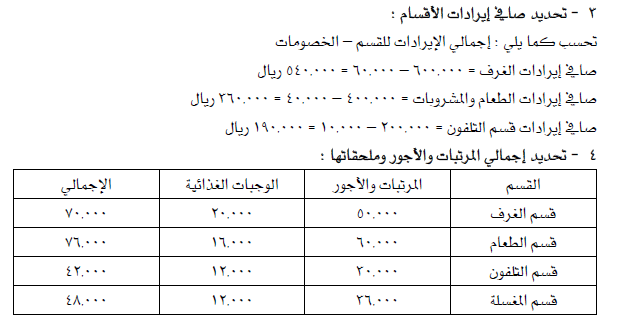 ٣ - تحديد صافي إيرادات الأقسام :
تحسب كما يلي : إجمالي الإيرادات للقسم – الخصومات
صافي إيرادات الغرف = ٦٠٠.٠٠٠ – ٦٠.٠٠٠ = ٥٤٠.٠٠٠ ريال
صافي إيرادات الطعام والمشروبات = ٤٠٠.٠٠٠ – ٤٠.٠٠٠ = ٣٦٠.٠٠٠ ريال
صافي إيرادات قسم التلفون = ٢٠٠.٠٠٠ – ١٠.٠٠٠ = ١٩٠.٠٠٠ ريال
٤ - تحديد إجمالي المرتبات والأجور وملحقاتها :
القسم المرتبات والأجور الوجبات الغذائية الإجمالي
قسم الغرف ٥٠.٠٠٠ ٢٠.٠٠٠ ٧٠.٠٠٠
قسم الطعام ٦٠.٠٠٠ ١٦.٠٠٠ ٧٦.٠٠٠
قسم التلفون ٣٠.٠٠٠ ١٢.٠٠٠ ٤٢.٠٠٠
قسم المغسلة ٣٦.٠٠٠ ١٢.٠٠٠ ٤٨.٠٠٠